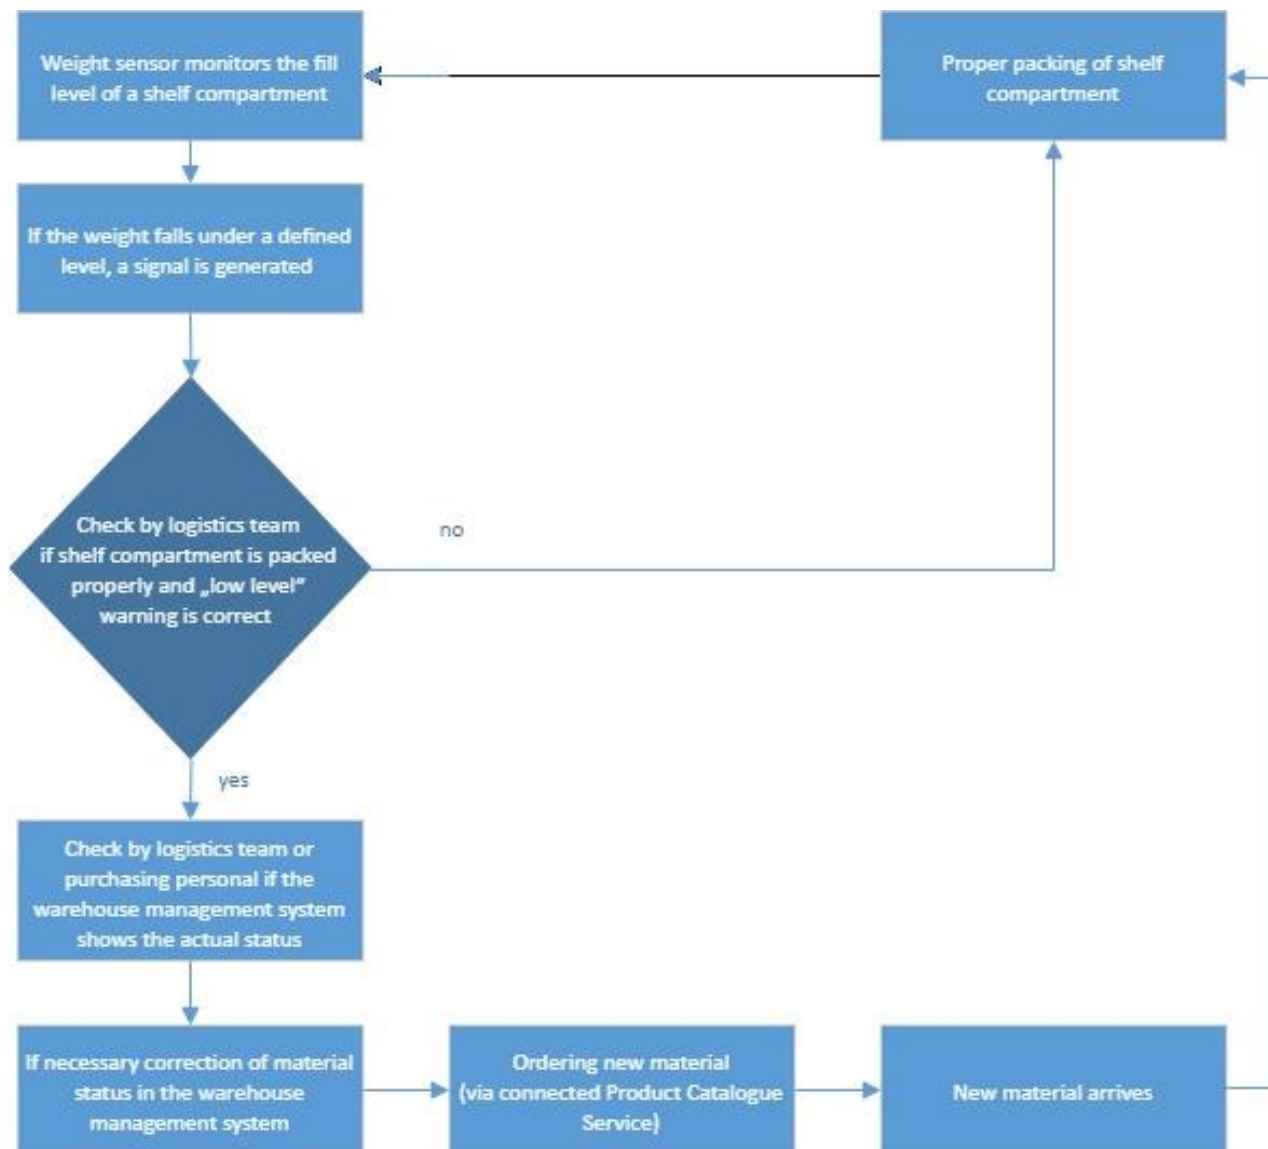 Weight sensor monitors the fill
level of a shelf compartment
Proper packing of shelf
compartment
If the weight falls under a defined
level, a signal is generated
Check by logistics team
if shelf compartment is packed
properly and „low level“
warning is correct
no
yes
Check by logistics team or
purchasing personal if the
warehouse management system
shows the actual status
If necessary correction of material
status in the warehouse
management system
Ordering new material
(via connected Product Catalogue
Service)
New material arrives